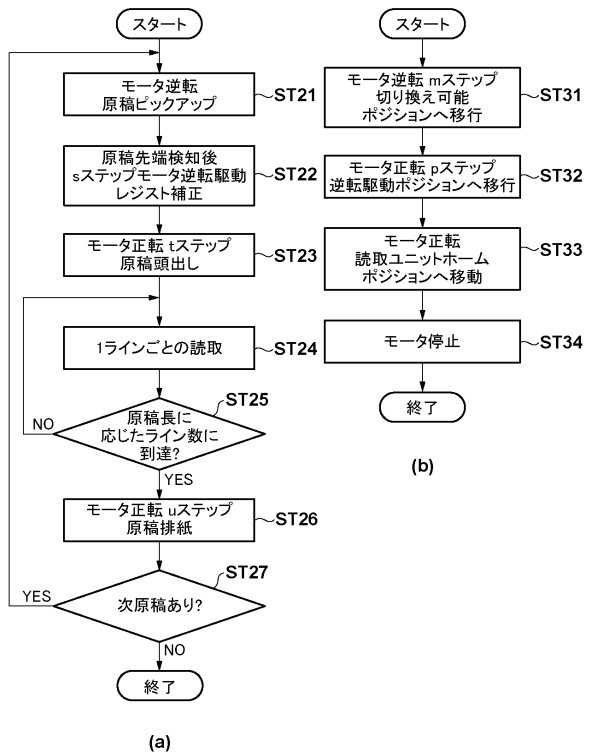 スタート
モータ逆転
原稿ピックアップ
ST21
原稿先端検知後
sステップモータ逆転駆動
レジスト補正
ST22
モータ正転 tステップ
原稿頭出し
ST23
1ラインごとの読取
ST24
ST25
原稿長に
応じたライン数に
到達?
NO
YES
モータ正転 uステップ
原稿排紙
ST26
ST27
次原稿あり?
YES
NO
終了
(a)
スタート
モータ逆転 mステップ
切り換え可能
ポジションへ移行
ST31
モータ正転 pステップ
逆転駆動ポジションへ移行
ST32
モータ正転
読取ユニットホーム
ポジションへ移動
ST33
モータ停止
ST34
終了
(b)